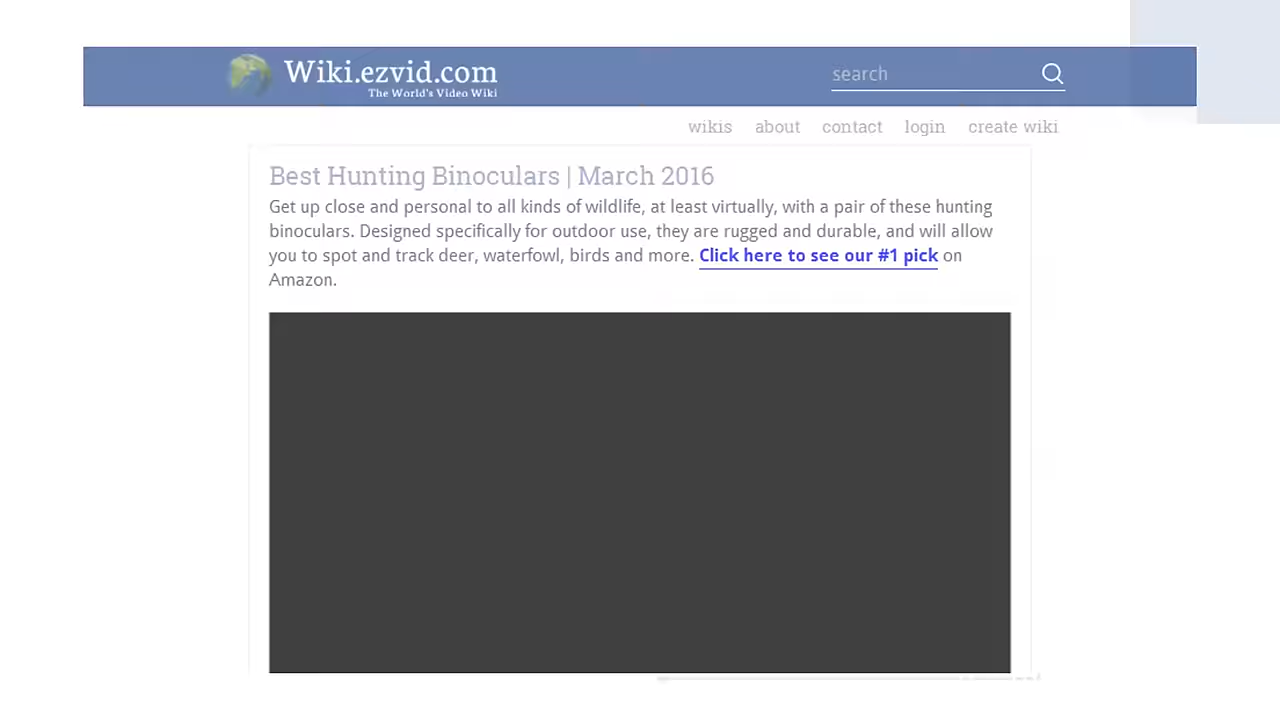 Wiki.ezvid.com
The World's Video Wiki
search
wikis about contact login create wiki
Best Hunting Binoculars | March 2016
Get up close and personal to all kinds of wildlife, at least virtually, with a pair of these hunting
binoculars. Designed specifically for outdoor use, they are rugged and durable, and will allow
you to spot and track deer, waterfowl, birds and more. Click here to see our #1 pick on
Amazon.